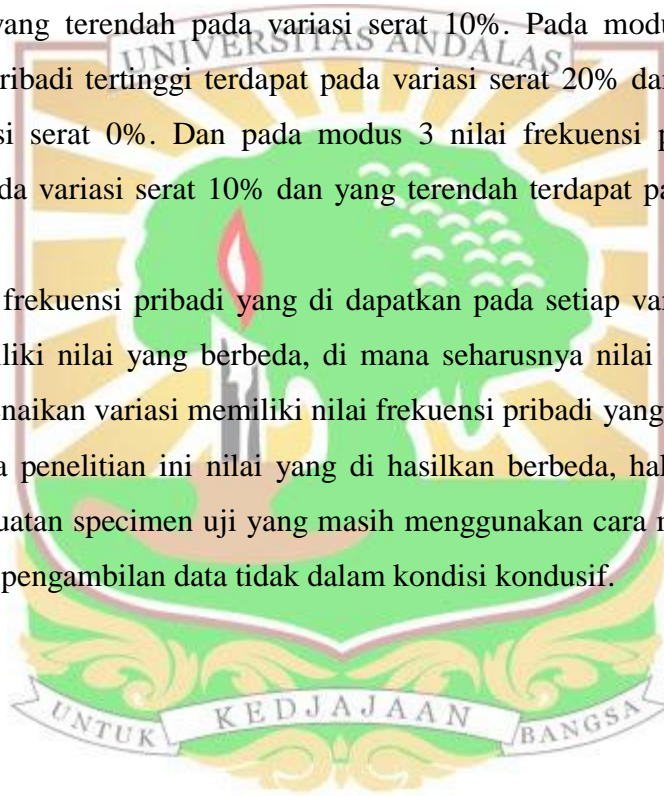 yang terendah pada variasi serat 10%. Pada modu
UNIVERSITAS ANDALAS
ribadi tertinggi terdapat pada variasi serat 20% dar
si serat 0%. Dan pada modus 3 nilai frekuensi p
da variasi serat 10% dan yang terendah terdapat pa
frekuensi pribadi yang di dapatkan pada setiap var
iliki nilai yang berbeda, di mana seharusnya nilai
enaikan variasi memiliki nilai frekuensi pribadi yang
a penelitian ini nilai yang di hasilkan berbeda, hal
uatan specimen uji yang masih menggunakan cara r
pengambilan data tidak dalam kondisi kondusif.
UNTUK KEDJAJAAN BANGSA